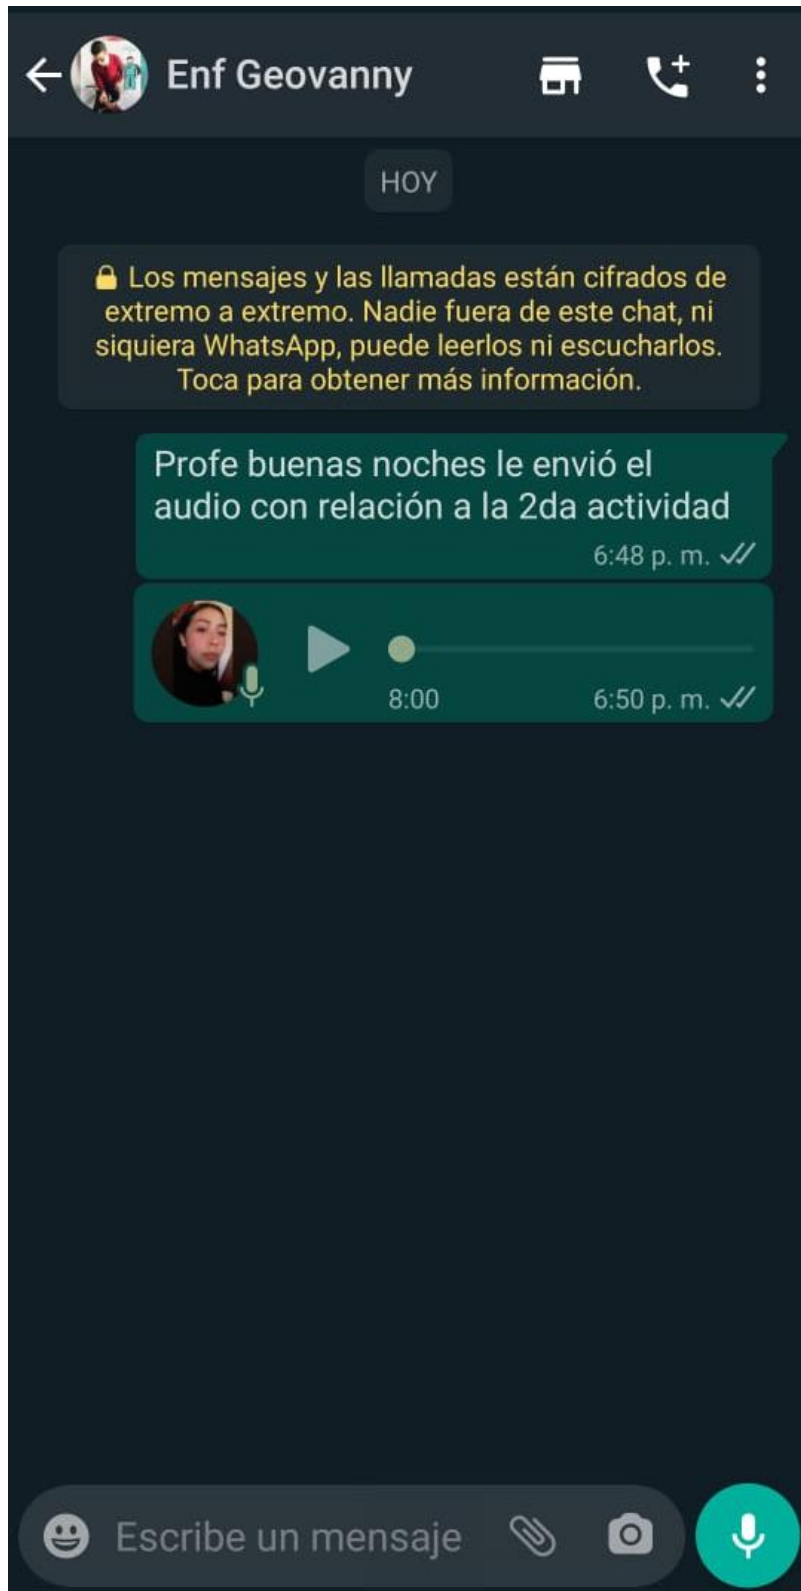 Enf Geovanny
HOY
Los mensajes y las llamadas están cifrados de
extremo a extremo. Nadie fuera de este chat, ni
siquiera WhatsApp, puede leerlos ni escucharlos.
Toca para obtener más información.
Profe buenas noches le envió el
audio con relación a la 2da actividad
6:48 p. m.
8:00 6:50 p. m.
Escribe un mensaje